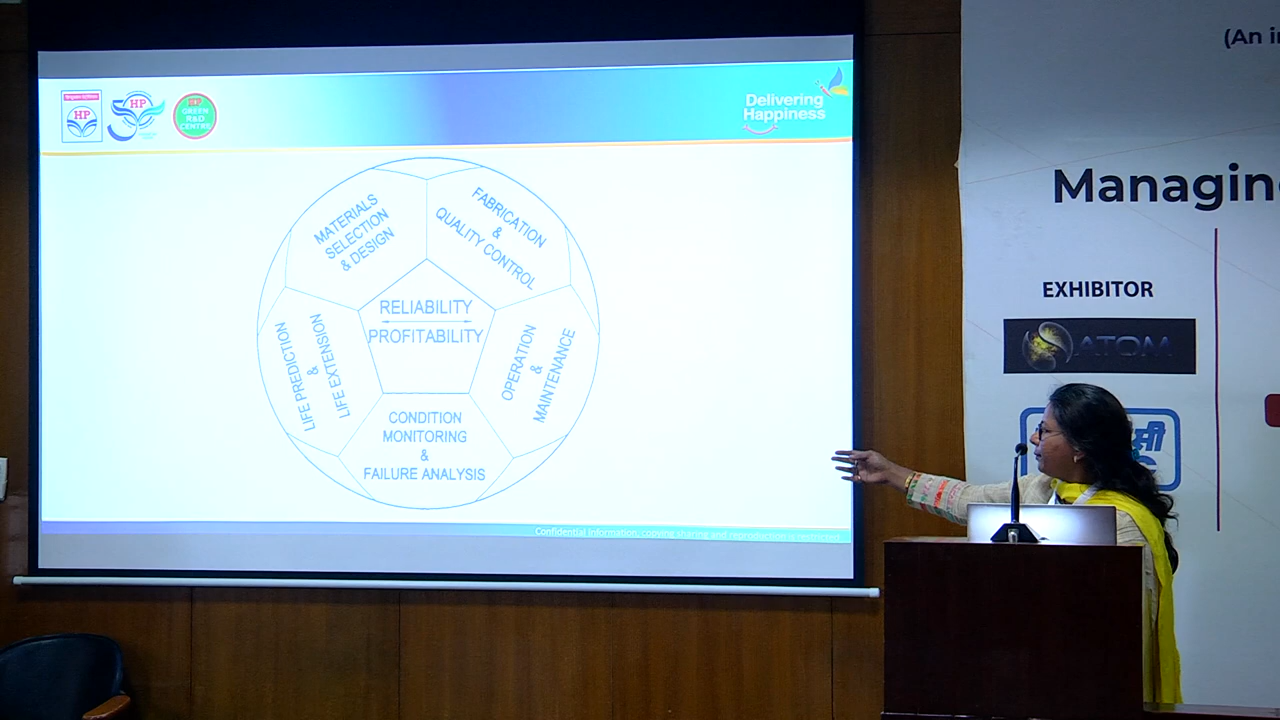 HP
HP
HP
GREEN
R&D
CENTRE
Delivering
Happiness
MATERIALS
SELECTION
& DESIGN
FABRICATION
&
QUALITY CONTROL
RELIABILITY
PROFITABILITY
LIFE PREDICTION
&
LIFE EXTENSION
OPERATION
&
MAINTENANCE
CONDITION
MONITORING
&
FAILURE ANALYSIS
Confidential information, copying sharing and reproduction is restricted
(An i
Managin
EXHIBITOR
ATOM
सी